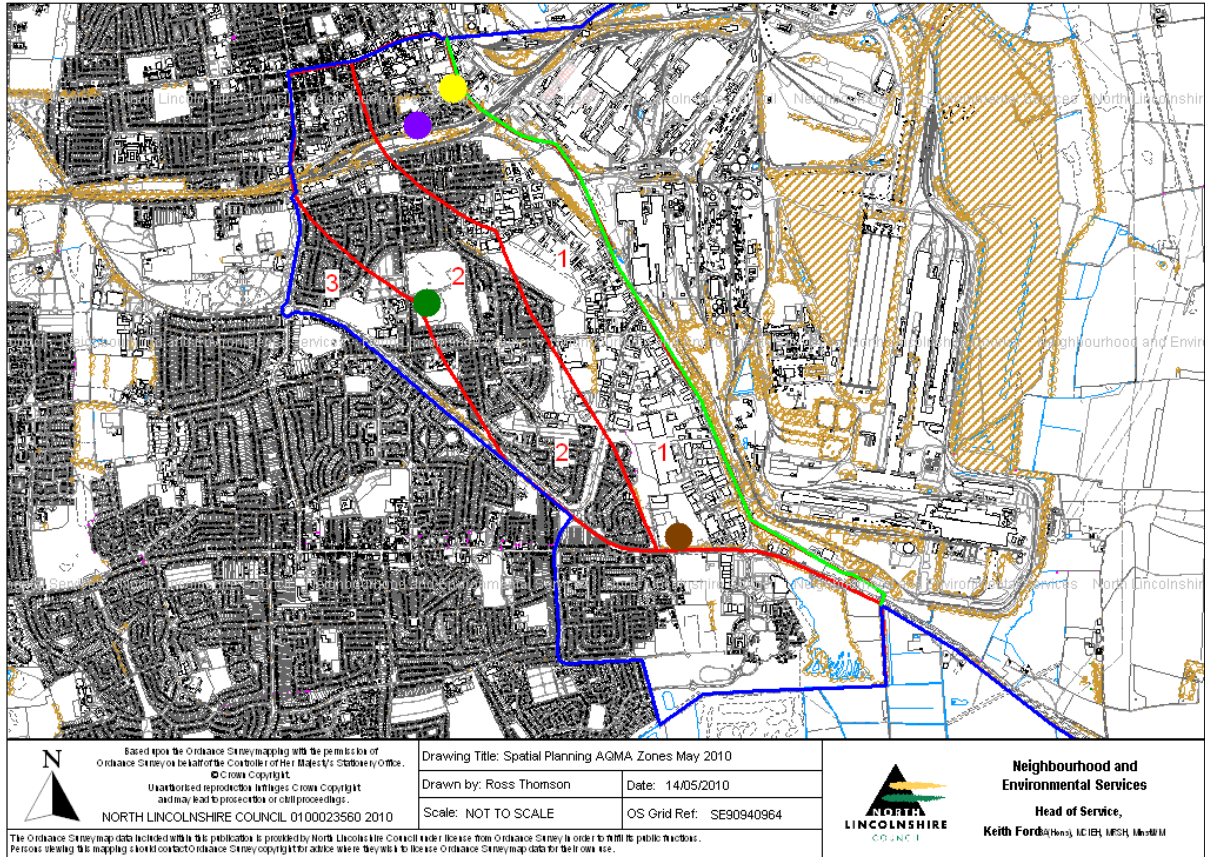 1
2
3
2
1
N
Based upon the Ordnance Survey mapping with the permission of
Ordnance Survey on behalf of the Controller of Her Majesty's Stationery Office.
© Crown Copyright.
Unauthorised reproduction infringes Crown Copyright
and may lead to prosecution or civil proceedings.
NORTH LINCOLNSHIRE COUNCIL 0100023560 2010
Drawing Title: Spatial Planning AQMA Zones May 2010
Drawn by: Ross Thomson
Date: 14/05/2010
Scale: NOT TO SCALE
OS Grid Ref: SE90940964
NORTH
LINCOLNSHIRE
COUNCIL
Neighbourhood and
Environmental Services
Head of Service,
Keith Ford
The Ordnance Survey map data included within this publication is provided by North Lincolnshire Council under license from Ordnance Survey in order to fulfil its public functions.
Persons viewing this mapping should contact Ordnance Survey copyright for advice where they wish to license Ordnance Survey map data for their own use.